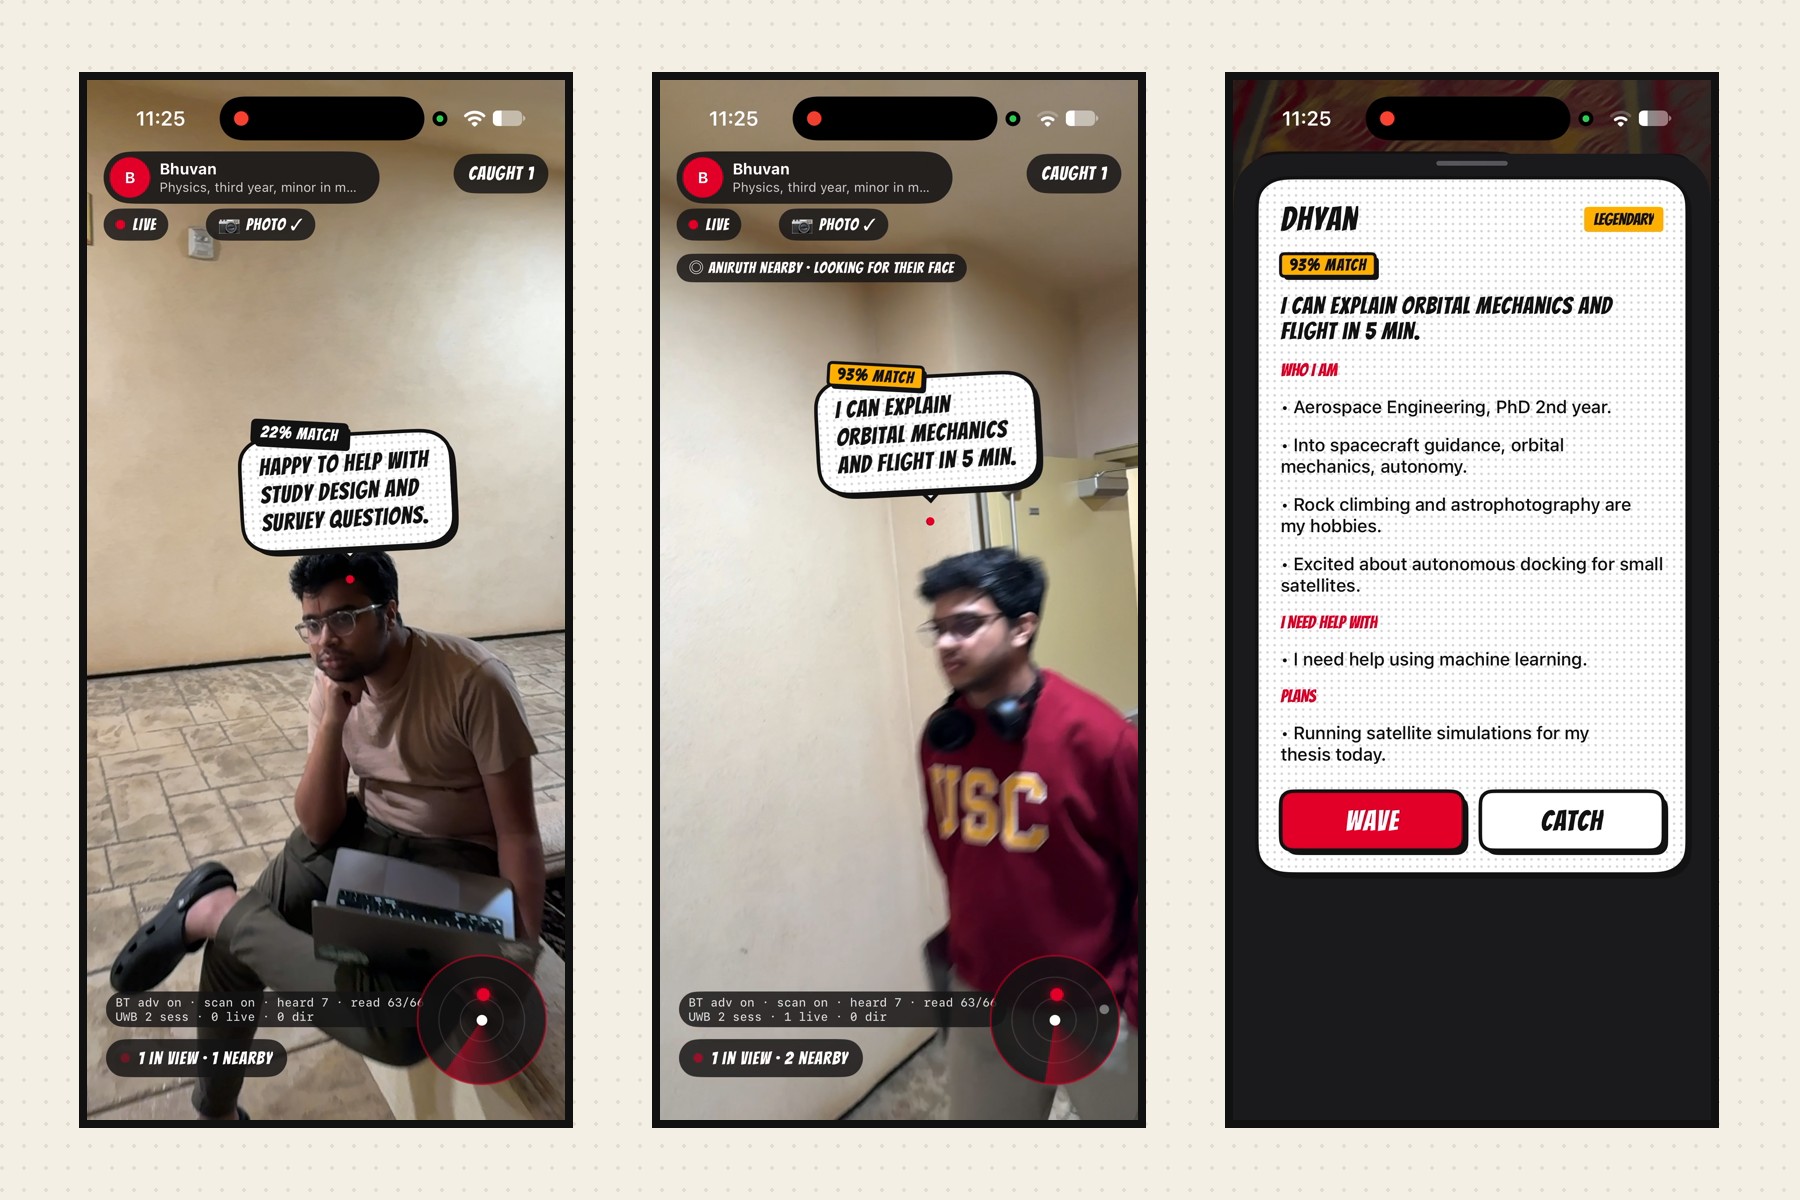 11:25
B
Bhuvan
Physics, third year, minor in m...
CAUGHT 1
LIVE
PHOTO ✓
22% MATCH
HAPPY TO HELP WITH
STUDY DESIGN AND
SURVEY QUESTIONS.
BT adv on · scan on · heard 7 · read 63/66
UWB 2 sess · 0 live · 0 dir
1 IN VIEW · 1 NEARBY
11:25
B
Bhuvan
Physics, third year, minor in m...
CAUGHT 1
LIVE
PHOTO ✓
ANIRUTH NEARBY · LOOKING FOR THEIR FACE
93% MATCH
I CAN EXPLAIN
ORBITAL MECHANICS
AND FLIGHT IN 5 MIN.
USC
BT adv on · scan on · heard 7 · read 63/66
UWB 2 sess · 1 live · 0 dir
1 IN VIEW · 2 NEARBY
11:25
DHYAN
LEGENDARY
93% MATCH
I CAN EXPLAIN ORBITAL MECHANICS AND
FLIGHT IN 5 MIN.
WHO I AM
• Aerospace Engineering, PhD 2nd year.
• Into spacecraft guidance, orbital
mechanics, autonomy.
• Rock climbing and astrophotography are
my hobbies.
• Excited about autonomous docking for small
satellites.
I NEED HELP WITH
• I need help using machine learning.
PLANS
• Running satellite simulations for my
thesis today.
WAVE
CATCH